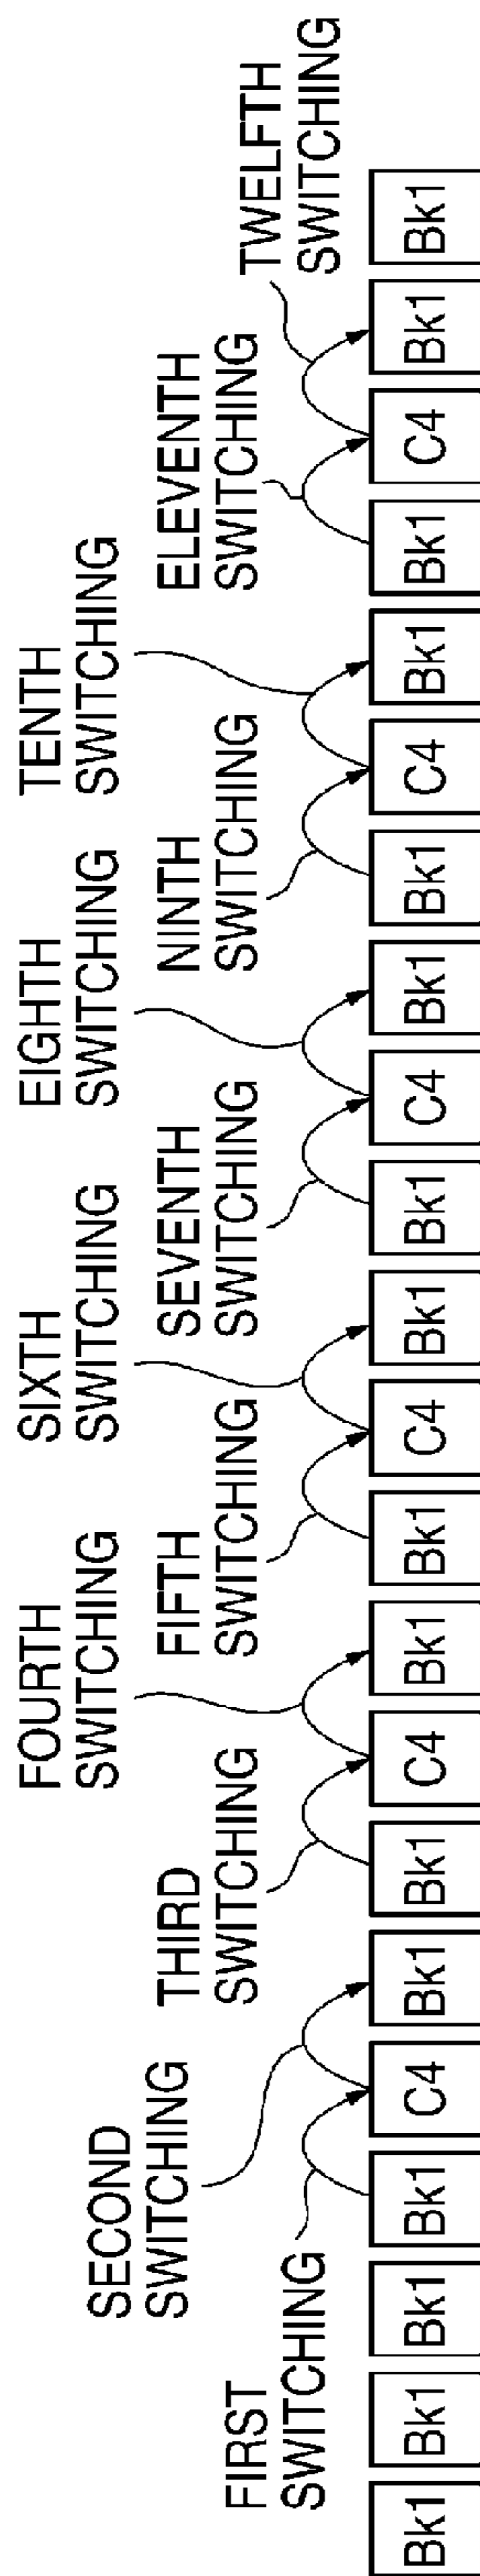 FIRST
SWITCHING
SECOND
SWITCHING
THIRD
SWITCHING
FOURTH
SWITCHING
FIFTH
SWITCHING
SIXTH
SWITCHING
SEVENTH
SWITCHING
EIGHTH
SWITCHING
NINTH
SWITCHING
TENTH
SWITCHING
ELEVENTH
SWITCHING
TWELFTH
SWITCHING
Bk1 Bk1 Bk1 Bk1 C4 Bk1 Bk1 C4 Bk1 Bk1 C4 Bk1 Bk1 C4 Bk1 Bk1 C4 Bk1 Bk1 C4 Bk1 Bk1